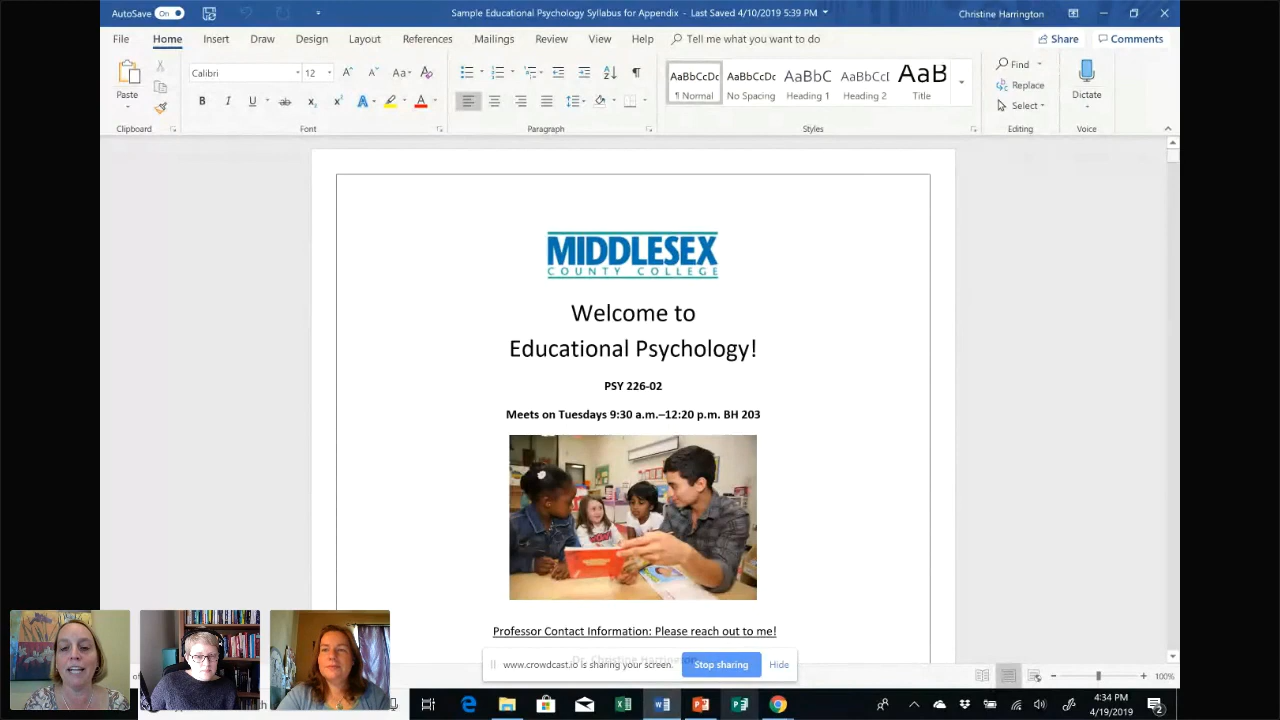 AutoSave On
Sample Educational Psychology Syllabus for Appendix - Last Saved 4/10/2019 5:39 PM
Christine Harrington
File Home Insert Draw Design Layout References Mailings Review View Help Tell me what you want to do
Share Comments
Paste
Calibri 12
AaBbCcDc AaBbCcDc AaBbC AaBbCcI AaB
¶ Normal No Spacing Heading 1 Heading 2 Title
Find
Replace
Select
Dictate
Clipboard Font Paragraph Styles Editing Voice
MIDDLESEX
COUNTY COLLEGE
Welcome to
Educational Psychology!
PSY 226-02
Meets on Tuesdays 9:30 a.m.–12:20 p.m. BH 203
Professor Contact Information: Please reach out to me!
Dr. Christine Harrington
www.crowdcast.io is sharing your screen. Stop sharing Hide
100%
4:34 PM
4/19/2019
2